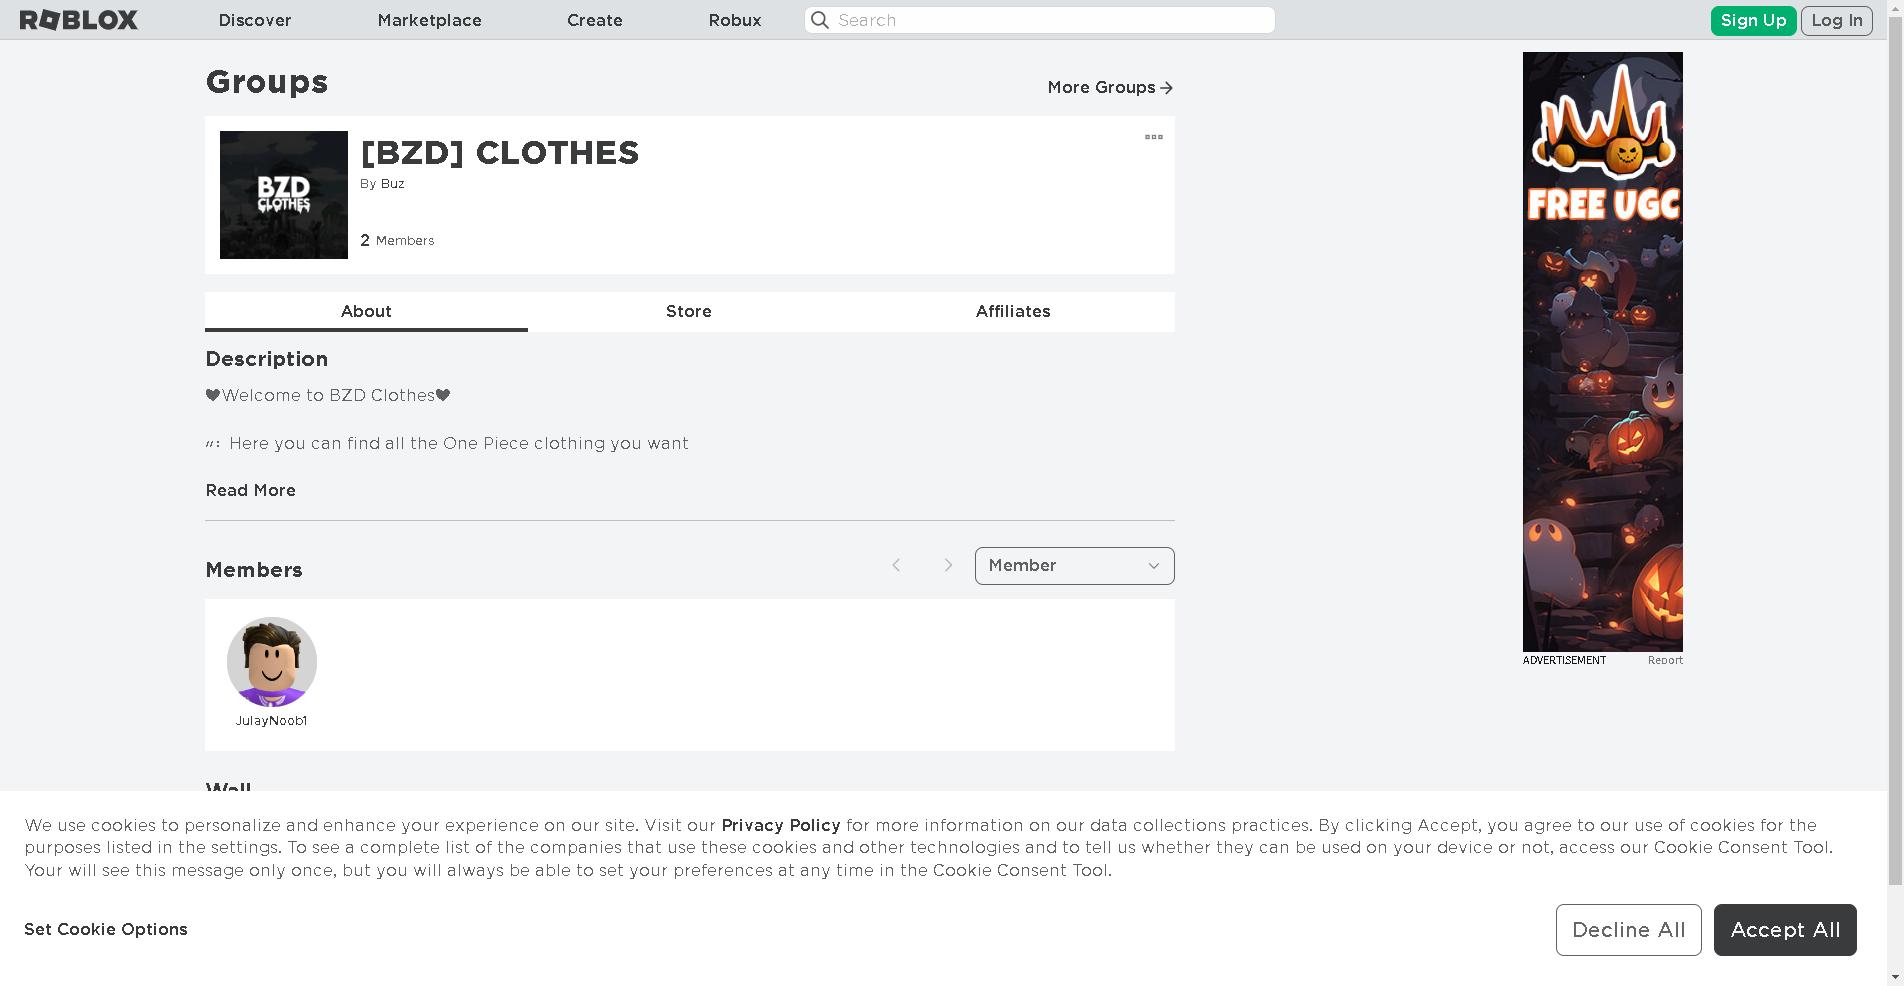 ROBLOX
Discover
Marketplace
Create
Robux
Search
Sign Up
Log In
Groups
More Groups
BZD
CLOTHES
[BZD] CLOTHES
By Buz
2 Members
About
Store
Affiliates
Description
🖤Welcome to BZD Clothes🖤
〃: Here you can find all the One Piece clothing you want
Read More
Members
Member
JulayNoob1
Wall
FREE UGC
ADVERTISEMENT
Report
We use cookies to personalize and enhance your experience on our site. Visit our Privacy Policy for more information on our data collections practices. By clicking Accept, you agree to our use of cookies for the
purposes listed in the settings. To see a complete list of the companies that use these cookies and other technologies and to tell us whether they can be used on your device or not, access our Cookie Consent Tool.
Your will see this message only once, but you will always be able to set your preferences at any time in the Cookie Consent Tool.
Set Cookie Options
Decline All
Accept All